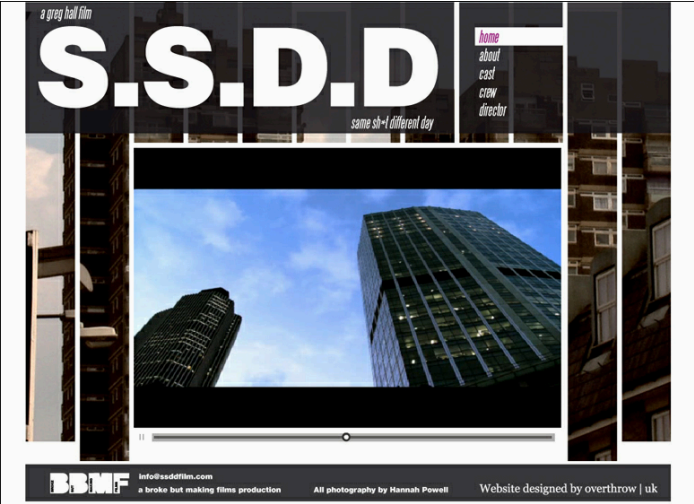 a greg hall film
S.S.D.D
same sh*t different day
home
about
cast
crew
director
BBMF
info@ssddfilm.com
a broke but making films production
All photography by Hannah Powell
Website designed by overthrow | uk